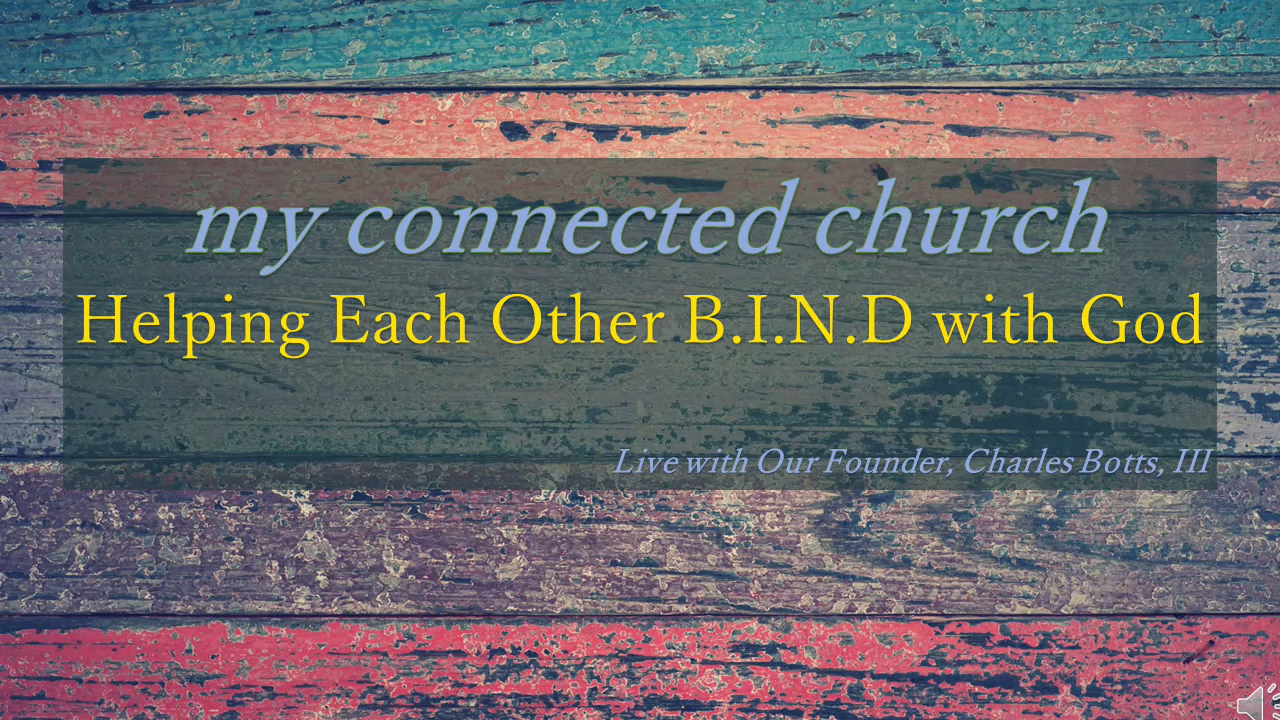 my connected church
Helping Each Other B.I.N.D with God
Live with Our Founder, Charles Botts, III